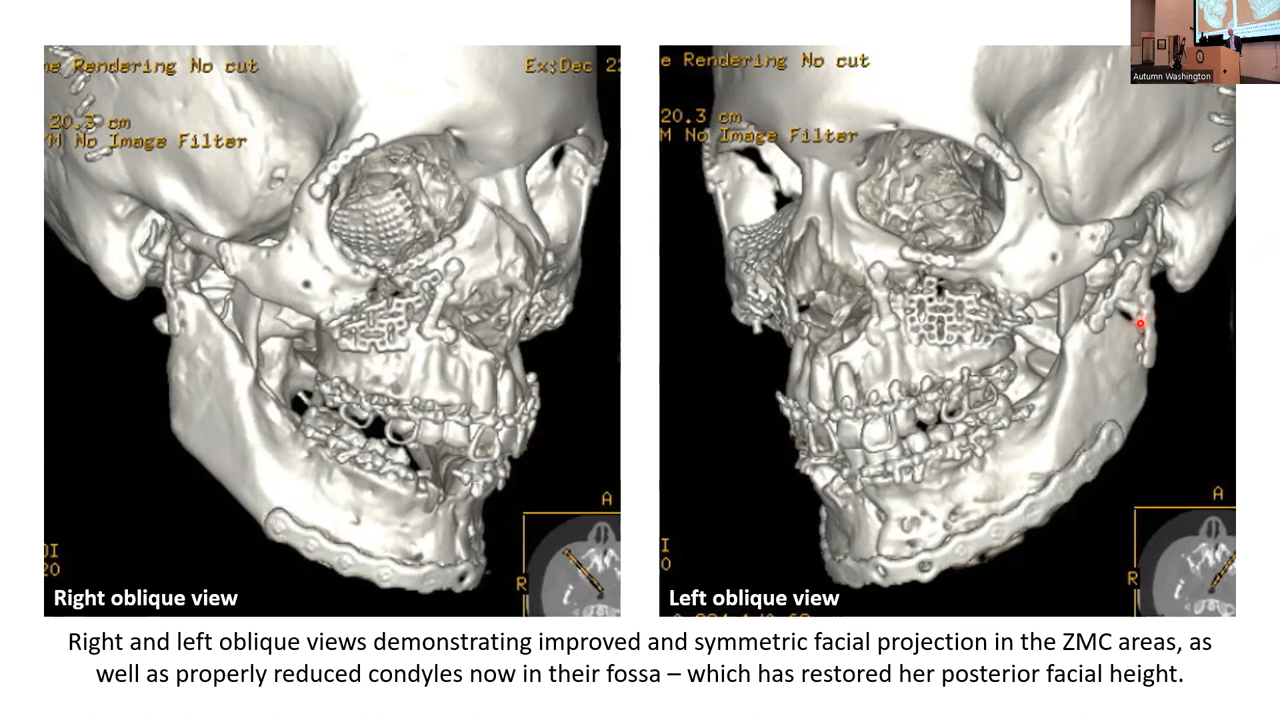 Autumn Washington
e Rendering No cut
Ex:Dec 2
20.3 cm
M No Image Filter
DI
20
A
R
Right oblique view
e Rendering No cut
20.3 cm
M No Image Filter
I
0
A
R
Left oblique view
Right and left oblique views demonstrating improved and symmetric facial projection in the ZMC areas, as
well as properly reduced condyles now in their fossa – which has restored her posterior facial height.